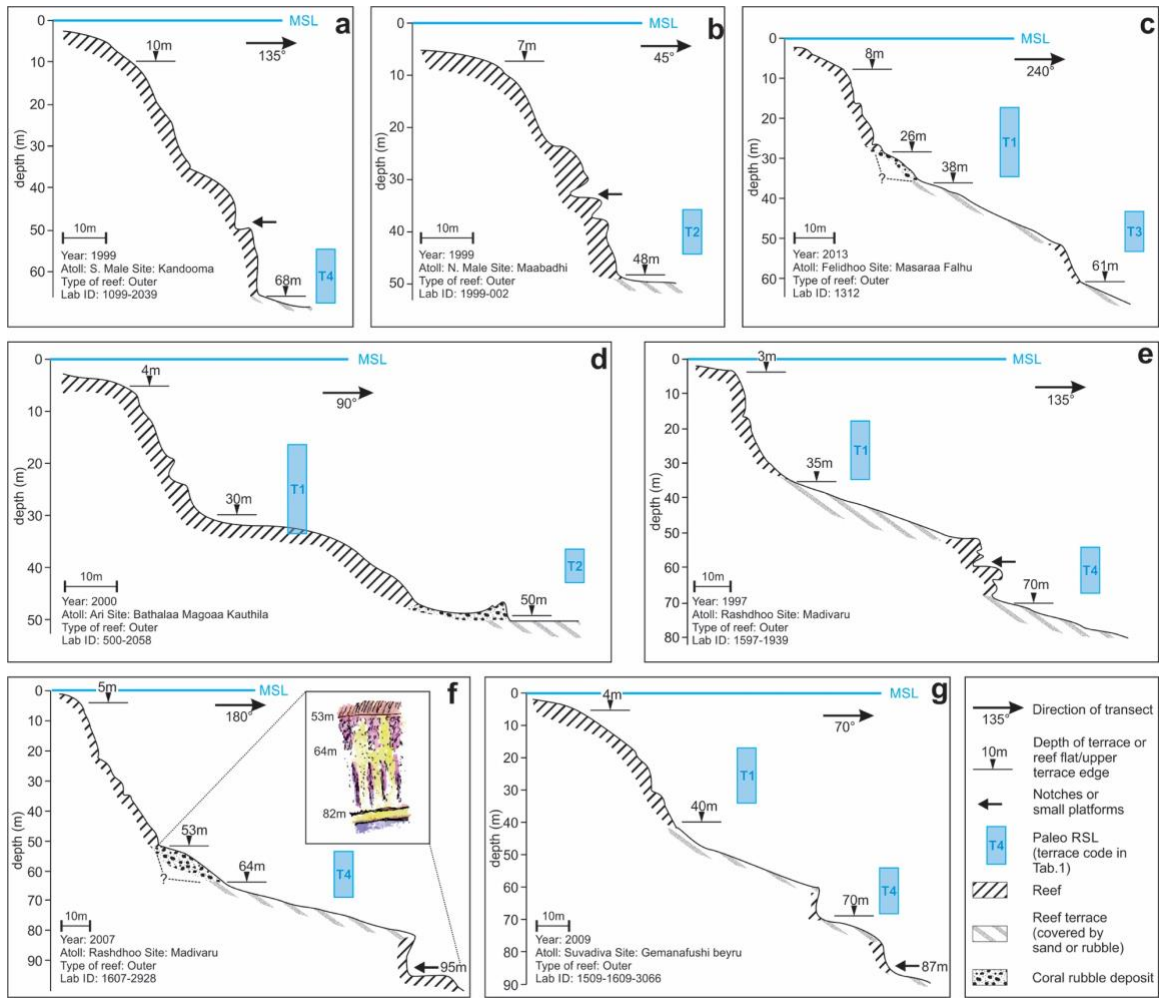 a
MSL
135°
10m
68m
T4
depth (m)
0
10
20
30
40
50
60
10m
Year: 1999
Atoll: S. Male Site: Kandooma
Type of reef: Outer
Lab ID: 1099-2039
b
MSL
45°
7m
48m
T2
depth (m)
0
10
20
30
40
50
10m
Year: 1999
Atoll: N. Male Site: Maabadhi
Type of reef: Outer
Lab ID: 1999-002
c
MSL
240°
8m
26m
38m
61m
?
T1
T3
depth (m)
0
10
20
30
40
50
60
10m
Year: 2013
Atoll: Felidhoo Site: Masaraa Falhu
Type of reef: Outer
Lab ID: 1312
d
MSL
90°
4m
30m
50m
T1
T2
depth (m)
0
10
20
30
40
50
10m
Year: 2000
Atoll: Ari Site: Bathalaa Magoaa Kauthila
Type of reef: Outer
Lab ID: 500-2058
e
MSL
135°
3m
35m
70m
T1
T4
depth (m)
0
10
20
30
40
50
60
70
80
10m
Year: 1997
Atoll: Rashdhoo Site: Madivaru
Type of reef: Outer
Lab ID: 1597-1939
f
MSL
180°
5m
53m
64m
95m
?
T4
53m
64m
82m
depth (m)
0
10
20
30
40
50
60
70
80
90
10m
Year: 2007
Atoll: Rashdhoo Site: Madivaru
Type of reef: Outer
Lab ID: 1607-2928
g
MSL
70°
4m
40m
70m
87m
T1
T4
depth (m)
0
10
20
30
40
50
60
70
80
90
10m
Year: 2009
Atoll: Suvadiva Site: Gemanafushi beyru
Type of reef: Outer
Lab ID: 1509-1609-3066
135°
Direction of transect
10m
Depth of terrace or
reef flat/upper
terrace edge
Notches or
small platforms
T4
Paleo RSL
(terrace code in
Tab.1)
Reef
Reef terrace
(covered by
sand or rubble)
Coral rubble deposit